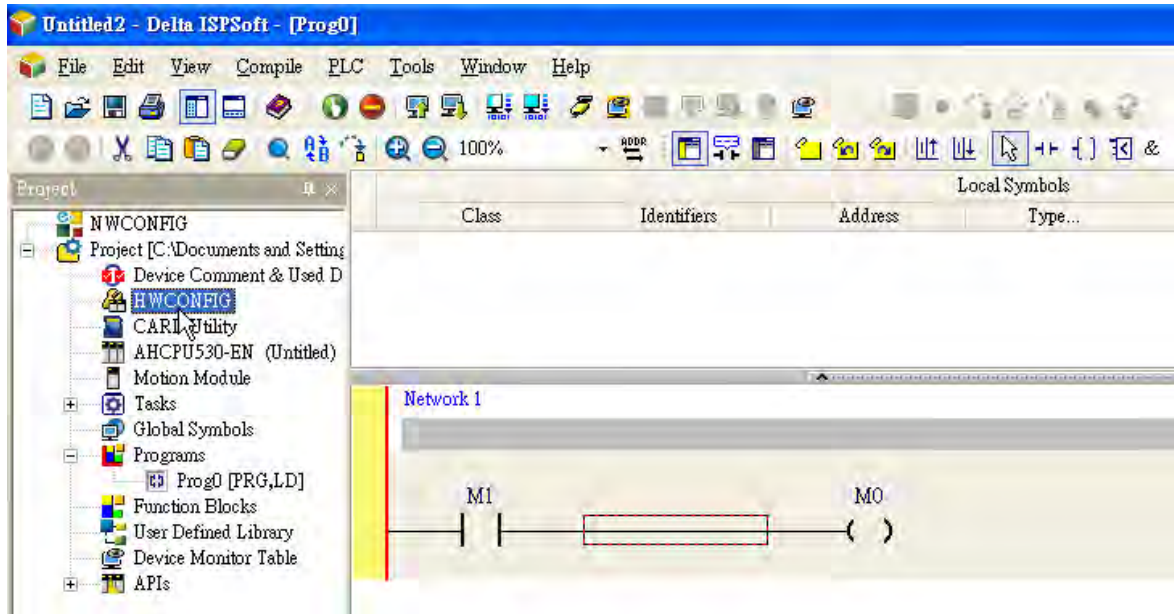 Untitled2 - Delta ISPSoft - [Prog0]
File Edit View Compile PLC Tools Window Help
100% ADDR &
Project
Local Symbols
Class Identifiers Address Type...
NWCONFIG
Project [C:\Documents and Setting
Device Comment & Used D
HWCONFIG
CARD Utility
AHCPU530-EN (Untitled)
Motion Module
Tasks
Global Symbols
Programs
Prog0 [PRG,LD]
Function Blocks
User Defined Library
Device Monitor Table
APIs
Network 1
M1 M0